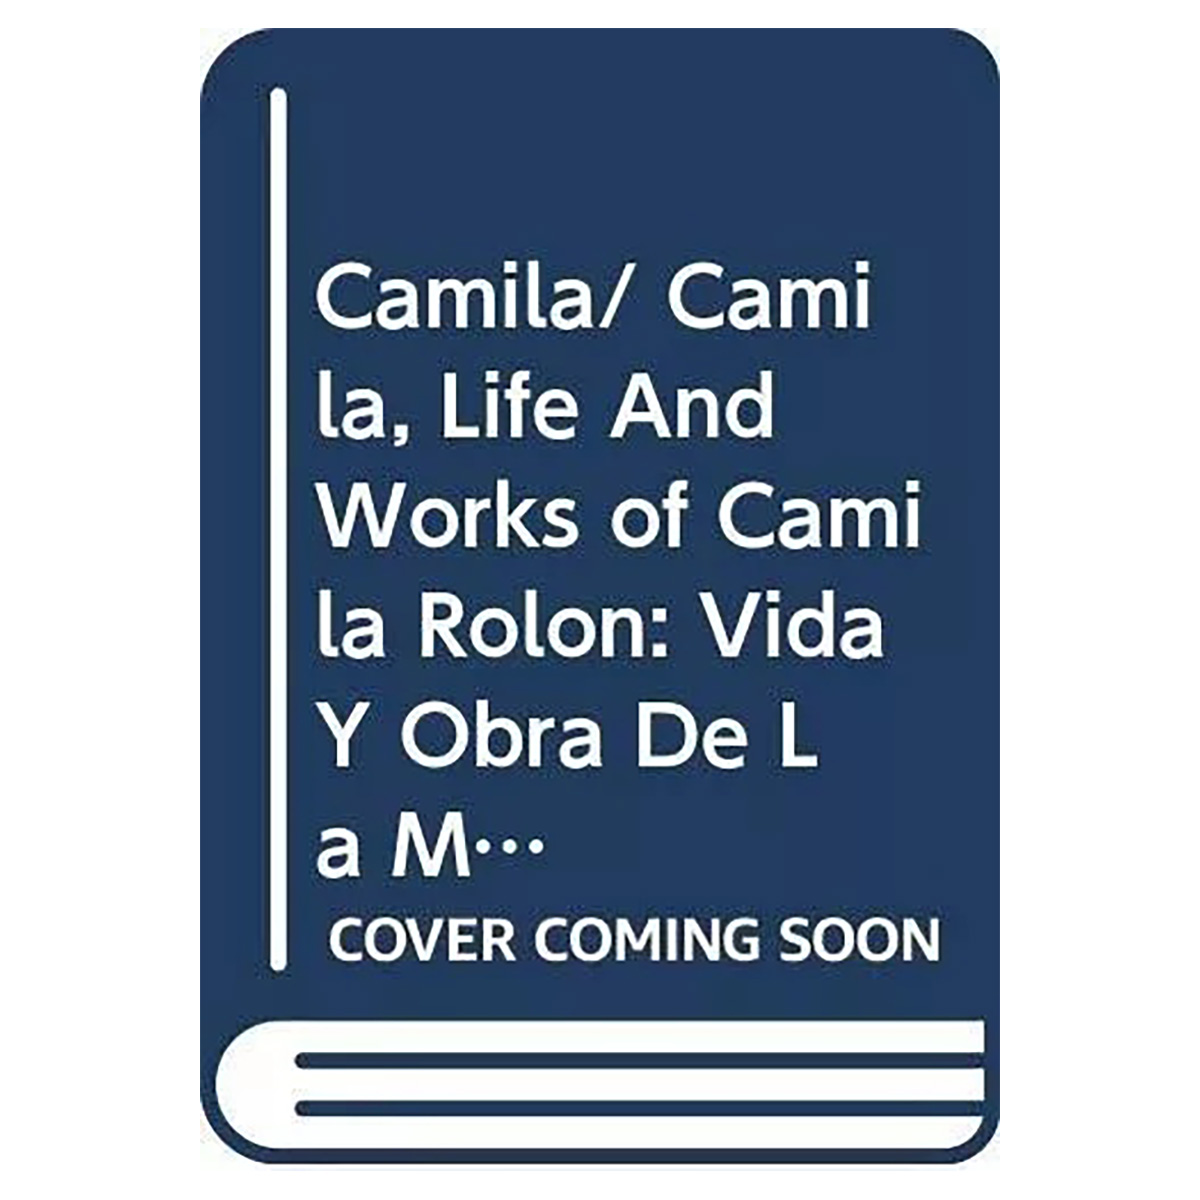 Camila/ Cami
la, Life And
Works of Cami
la Rolon: Vida
Y Obra De L
a M…
COVER COMING SOON